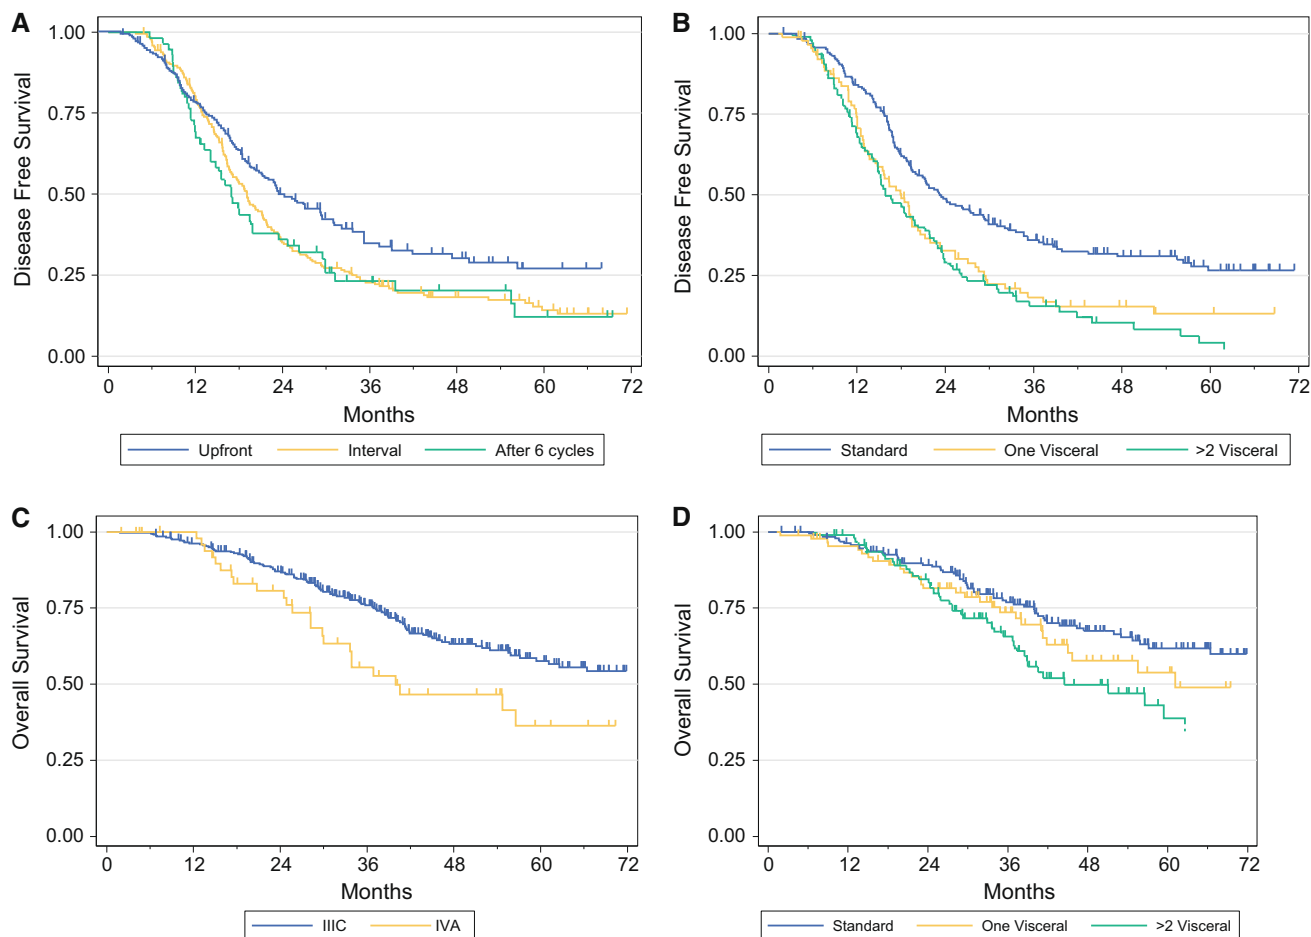 A
Disease Free Survival
1.00
0.75
0.50
0.25
0.00
0 12 24 36 48 60 72
Months
Upfront Interval After 6 cycles
B
Disease Free Survival
1.00
0.75
0.50
0.25
0.00
0 12 24 36 48 60 72
Months
Standard One Visceral >2 Visceral
C
Overall Survival
1.00
0.75
0.50
0.25
0.00
0 12 24 36 48 60 72
Months
IIIC IVA
D
Overall Survival
1.00
0.75
0.50
0.25
0.00
0 12 24 36 48 60 72
Months
Standard One Visceral >2 Visceral